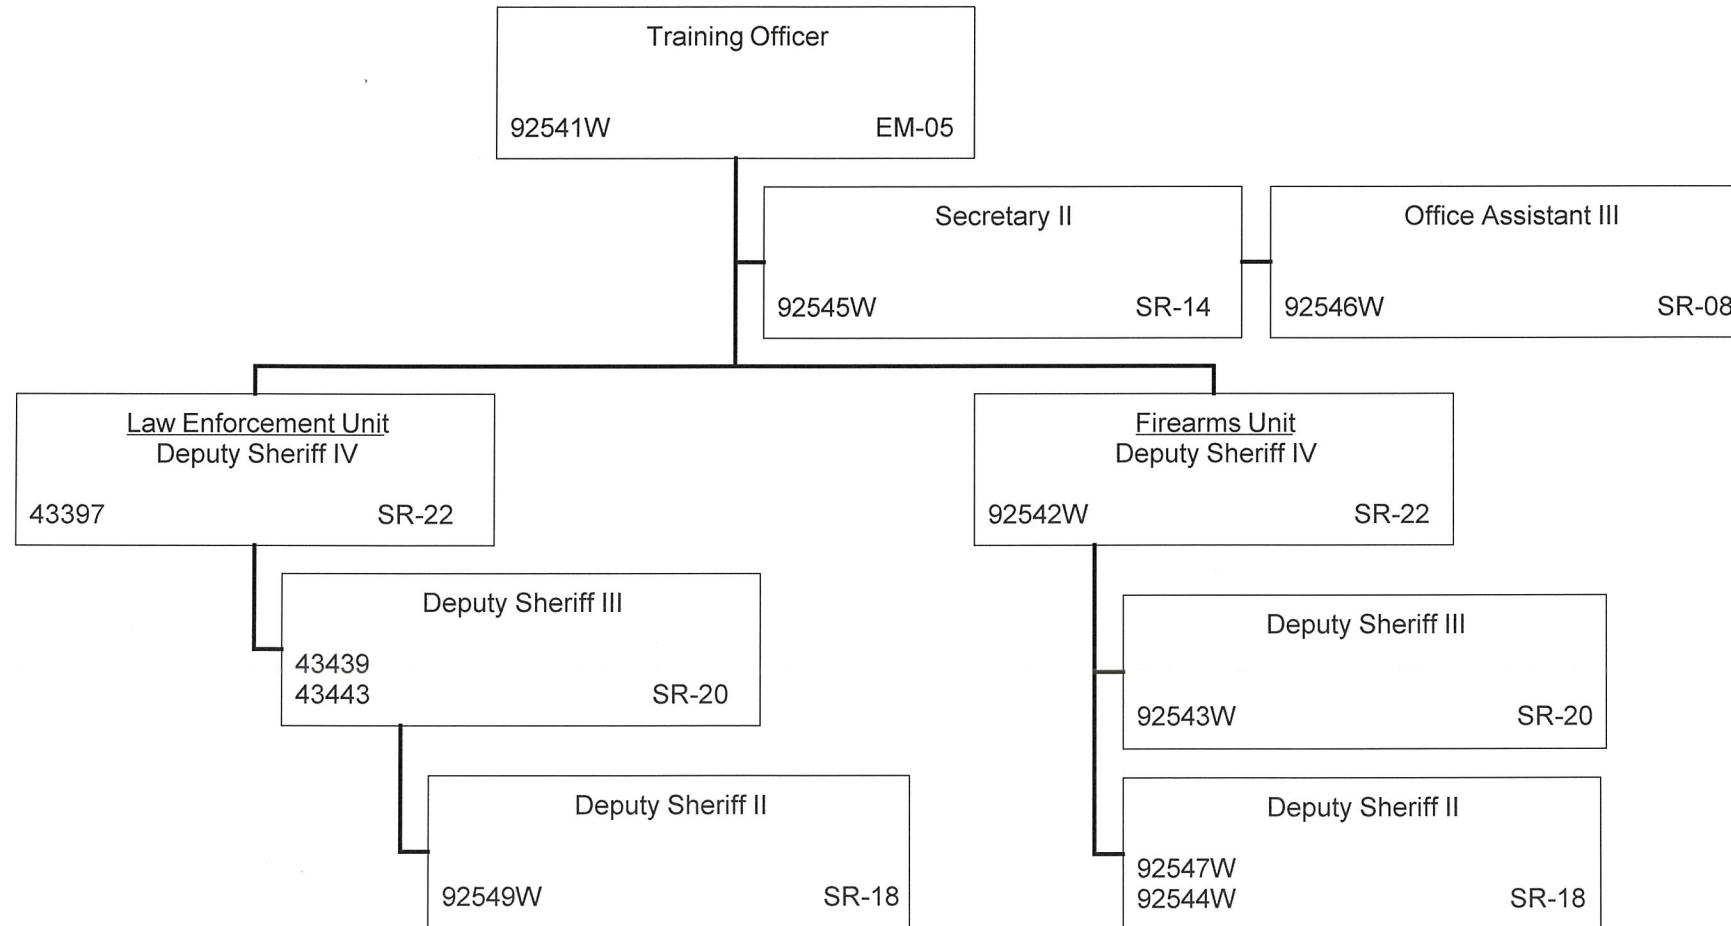 Training Officer
92541W EM-05
Secretary II
92545W SR-14
Office Assistant III
92546W SR-08
Law Enforcement Unit
Deputy Sheriff IV
43397 SR-22
Firearms Unit
Deputy Sheriff IV
92542W SR-22
Deputy Sheriff III
43439
43443 SR-20
Deputy Sheriff II
92549W SR-18
Deputy Sheriff III
92543W SR-20
Deputy Sheriff II
92547W
92544W SR-18